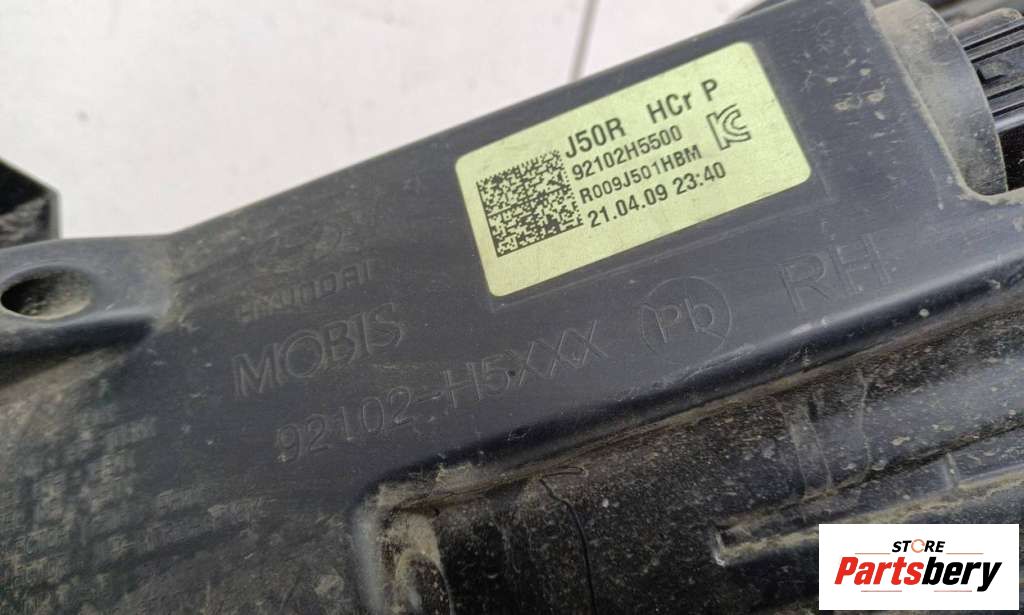 J50R HCr P
92102H5500
R009J501HBM
21.04.09 23:40
HYUNDAI
MOBIS
92102-H5XXX Pb RH
STORE
Partsbery